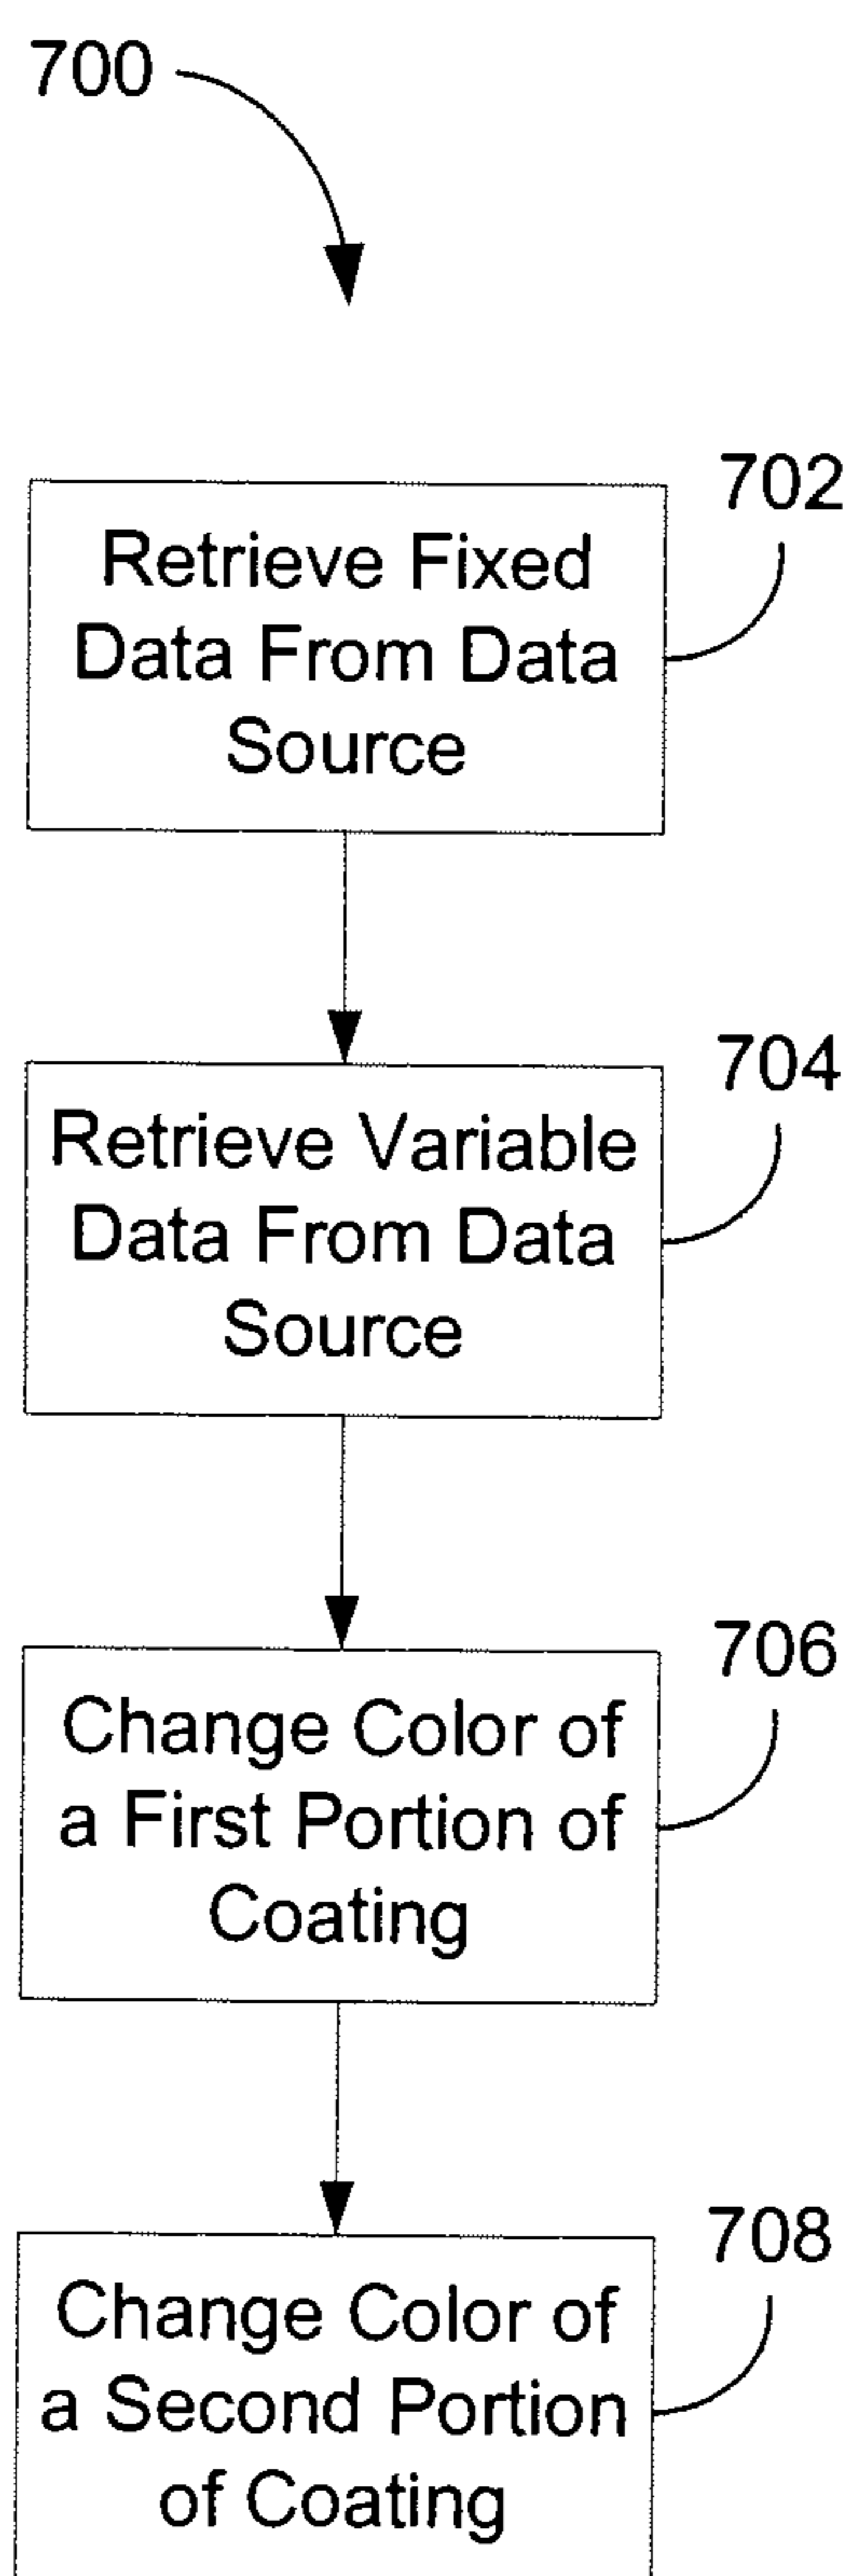 700
702
Retrieve Fixed
Data From Data
Source
704
Retrieve Variable
Data From Data
Source
706
Change Color of
a First Portion of
Coating
708
Change Color of
a Second Portion
of Coating